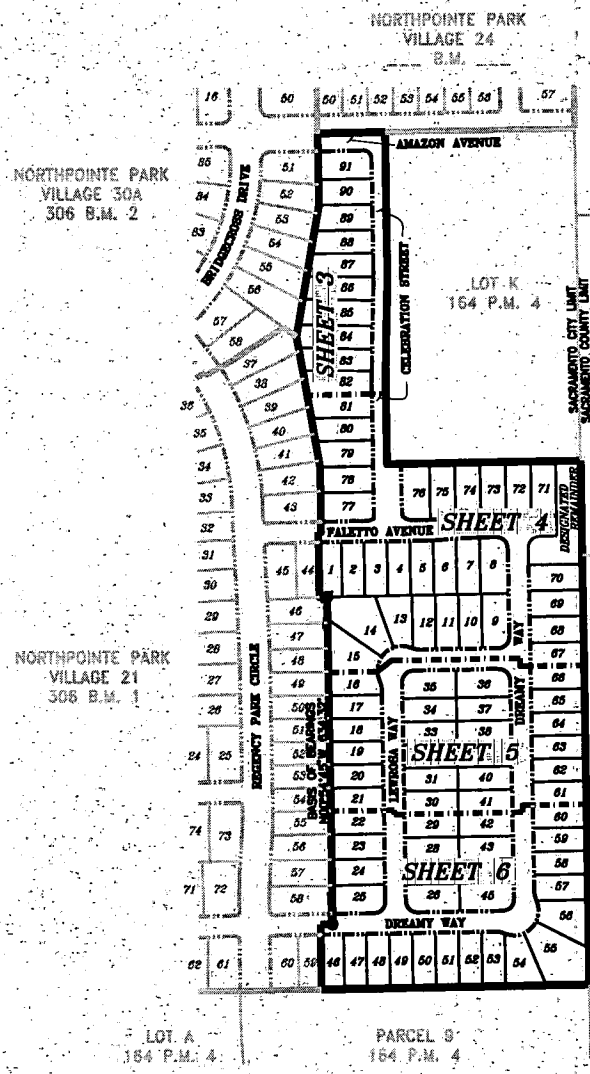 NORTHPOINTE PARK
VILLAGE 24
___ B.M. ___
16 50 50 51 52 53 54 55 56 57
AMAZON AVENUE
NORTHPOINTE PARK
VILLAGE 30A
306 B.M. 2
85
84
83
BRIDGECROSS DRIVE
51
52
53
54
55
56
57
58
91
90
89
88
87
86
85
84
83
82
81
80
79
78
77
SHEET 3
CELEBRATION STREET
LOT K
164 P.M. 4
SACRAMENTO CITY LIMIT
SACRAMENTO COUNTY LIMIT
37
38
39
40
41
42
43
36
35
34
33
32
31
30
29
28
27
26
24 25
74 73
71 72
62 61
76 75 74 73 72 71
DESIGNATED
REMAINDER
SHEET 4
FALETTO AVENUE
45 44 1 2 3 4 5 6 7 8
46
47
48
49
50
51
52
53
54
55
56
57
58
NORTHPOINTE PARK
VILLAGE 21
306 B.M. 1
REGENCY PARK CIRCLE
BASIS OF BEARINGS
15 14 13 12 11 10 9
16
17
18
19
20
21
22
23
24
25
LEWROSA WAY
DREAMY WAY
35 36
34 37
33 38
SHEET 5
31 40
30 41
29 42
28 43
SHEET 6
26 45
70
69
68
67
66
65
64
63
62
61
60
59
58
57
56
55
DREAMY WAY
60 59 46 47 48 49 50 51 52 53 54
LOT A
164 P.M. 4
PARCEL 9
164 P.M. 4